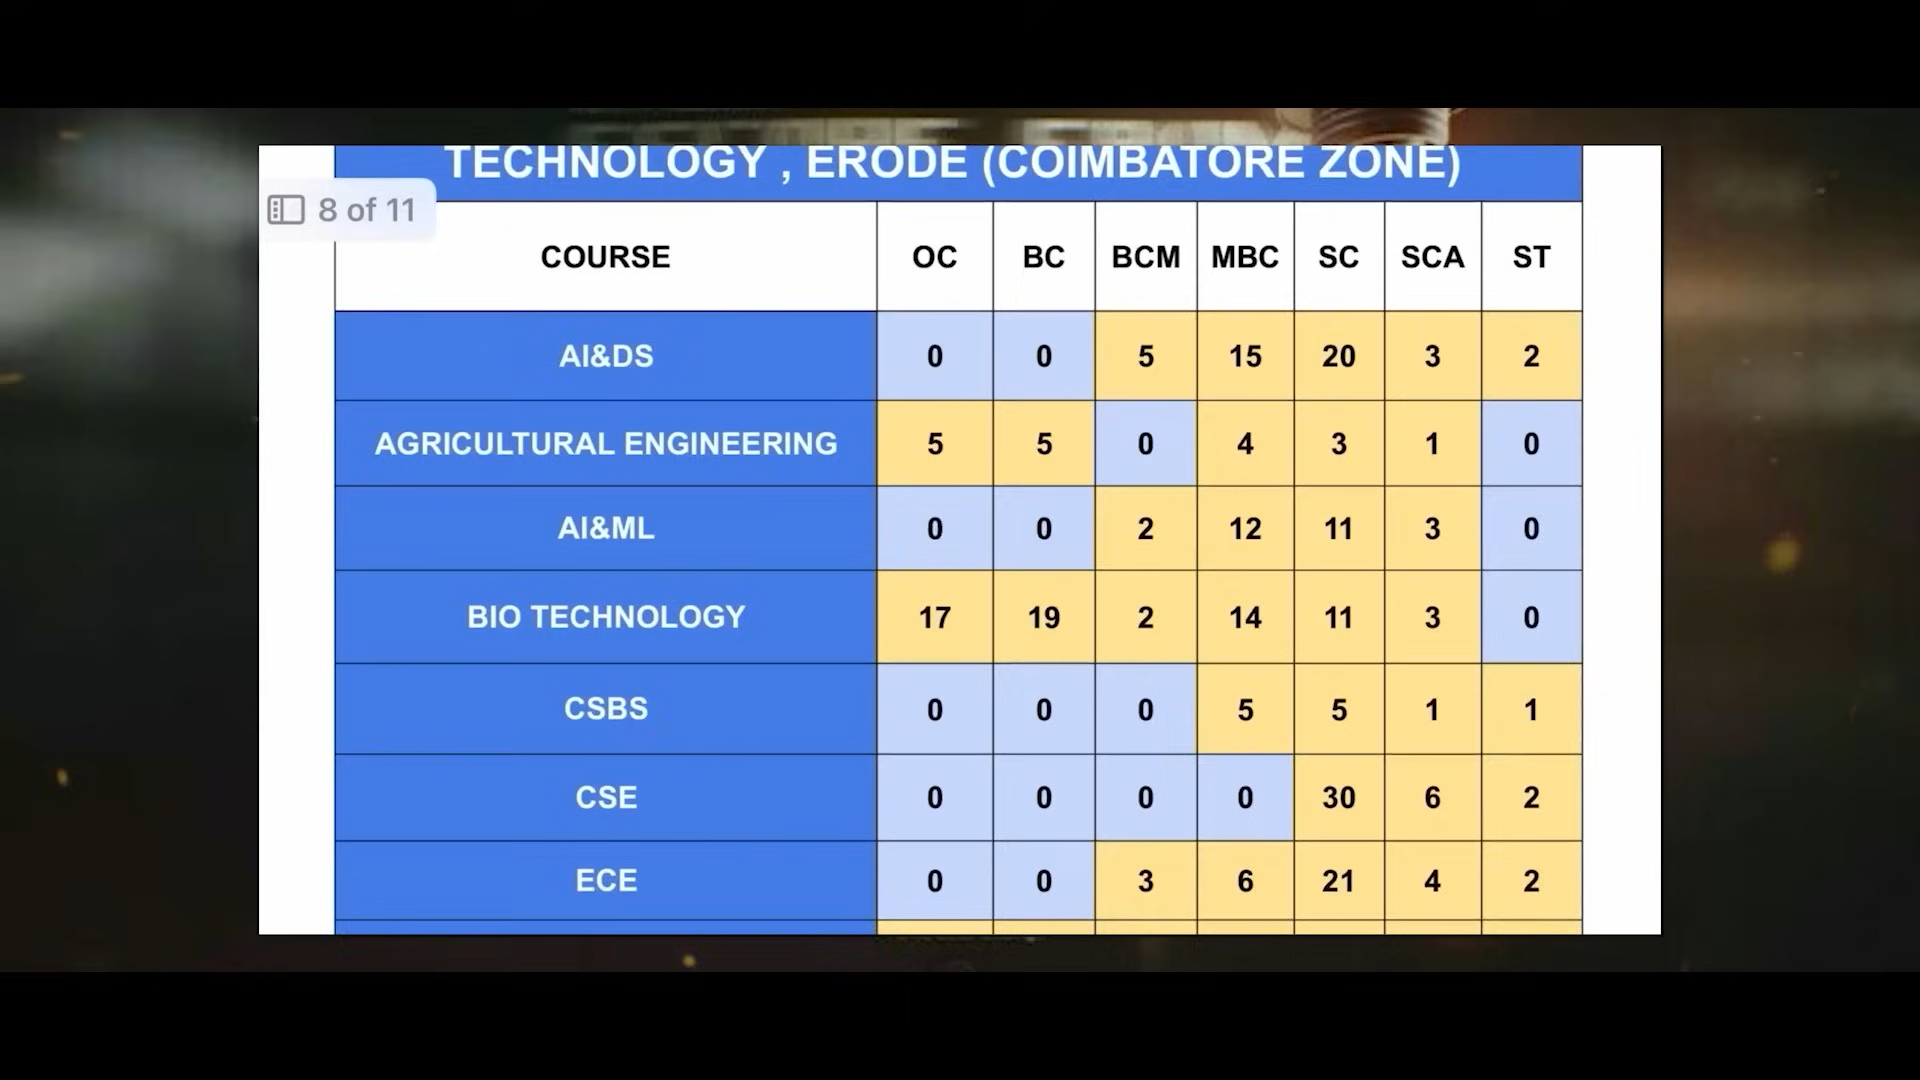 TECHNOLOGY , ERODE (COIMBATORE ZONE)
8 of 11
COURSE OC BC BCM MBC SC SCA ST
AI&DS 0 0 5 15 20 3 2
AGRICULTURAL ENGINEERING 5 5 0 4 3 1 0
AI&ML 0 0 2 12 11 3 0
BIO TECHNOLOGY 17 19 2 14 11 3 0
CSBS 0 0 0 5 5 1 1
CSE 0 0 0 0 30 6 2
ECE 0 0 3 6 21 4 2